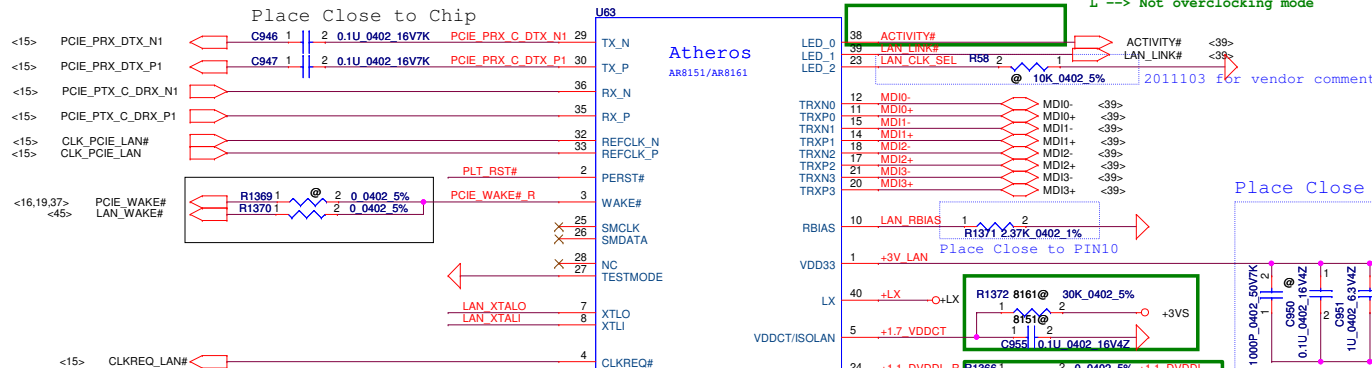 L --> Not overclocking mode
Place Close to Chip
U63
Atheros
AR8151/AR8161
<15> PCIE_PRX_DTX_N1 C946 1 2 0.1U_0402_16V7K PCIE_PRX_C_DTX_N1 29 TX_N
<15> PCIE_PRX_DTX_P1 C947 1 2 0.1U_0402_16V7K PCIE_PRX_C_DTX_P1 30 TX_P
<15> PCIE_PTX_C_DRX_N1 36 RX_N
<15> PCIE_PTX_C_DRX_P1 35 RX_P
<15> CLK_PCIE_LAN# 32 REFCLK_N
<15> CLK_PCIE_LAN 33 REFCLK_P
PLT_RST# 2 PERST#
<16,19,37> PCIE_WAKE# R1369 1 @ 2 0_0402_5% PCIE_WAKE#_R 3 WAKE#
<45> LAN_WAKE# R1370 1 2 0_0402_5%
25 SMCLK
26 SMDATA
28 NC
27 TESTMODE
LAN_XTALO 7 XTLO
LAN_XTALI 8 XTLI
<15> CLKREQ_LAN# 4 CLKREQ#
LED_0 38 ACTIVITY# ACTIVITY# <39>
LED_1 39 LAN_LINK# LAN_LINK# <39>
LED_2 23 LAN_CLK_SEL R58 2 1
@ 10K_0402_5%
2011103 for vendor comment
TRXN0 12 MDI0- MDI0- <39>
TRXP0 11 MDI0+ MDI0+ <39>
TRXN1 15 MDI1- MDI1- <39>
TRXP1 14 MDI1+ MDI1+ <39>
TRXN2 18 MDI2- MDI2- <39>
TRXP2 17 MDI2+ MDI2+ <39>
TRXN3 21 MDI3- MDI3- <39>
TRXP3 20 MDI3+ MDI3+ <39>
RBIAS 10 LAN_RBIAS 1 2
R1371 2.37K_0402_1%
Place Close to PIN10
VDD33 1 +3V_LAN
LX 40 +LX +LX
R1372 8161@ 30K_0402_5%
1 2 +3VS
8151@
VDDCT/ISOLAN 5 +1.7_VDDCT 1 2
C955 0.1U_0402_16V4Z
Place Close
1000P_0402_50V7K 2 1
@
C950 0.1U_0402_16V4Z 1 2
C951 1U_0402_6.3V4Z 1 2